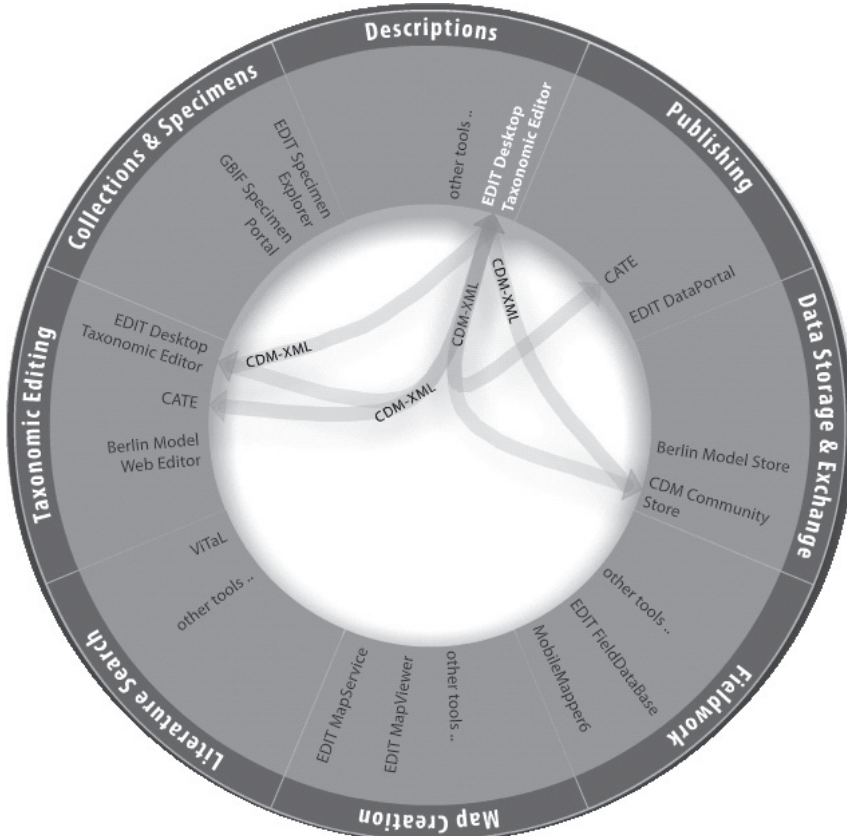 Descriptions
other tools ..
EDIT Desktop
Taxonomic Editor
Publishing
CATE
EDIT DataPortal
Data Storage & Exchange
Berlin Model Store
CDM Community
Store
Fieldwork
other tools ..
EDIT FieldDataBase
MobileMapper6
Map Creation
other tools ..
EDIT MapViewer
EDIT MapService
Literature Search
ViTaL
other tools ..
Taxonomic Editing
EDIT Desktop
Taxonomic Editor
CATE
Berlin Model
Web Editor
Collections & Specimens
EDIT Specimen
Explorer
GBIF Specimen
Portal
CDM-XML
CDM-XML
CDM-XML
CDM-XML